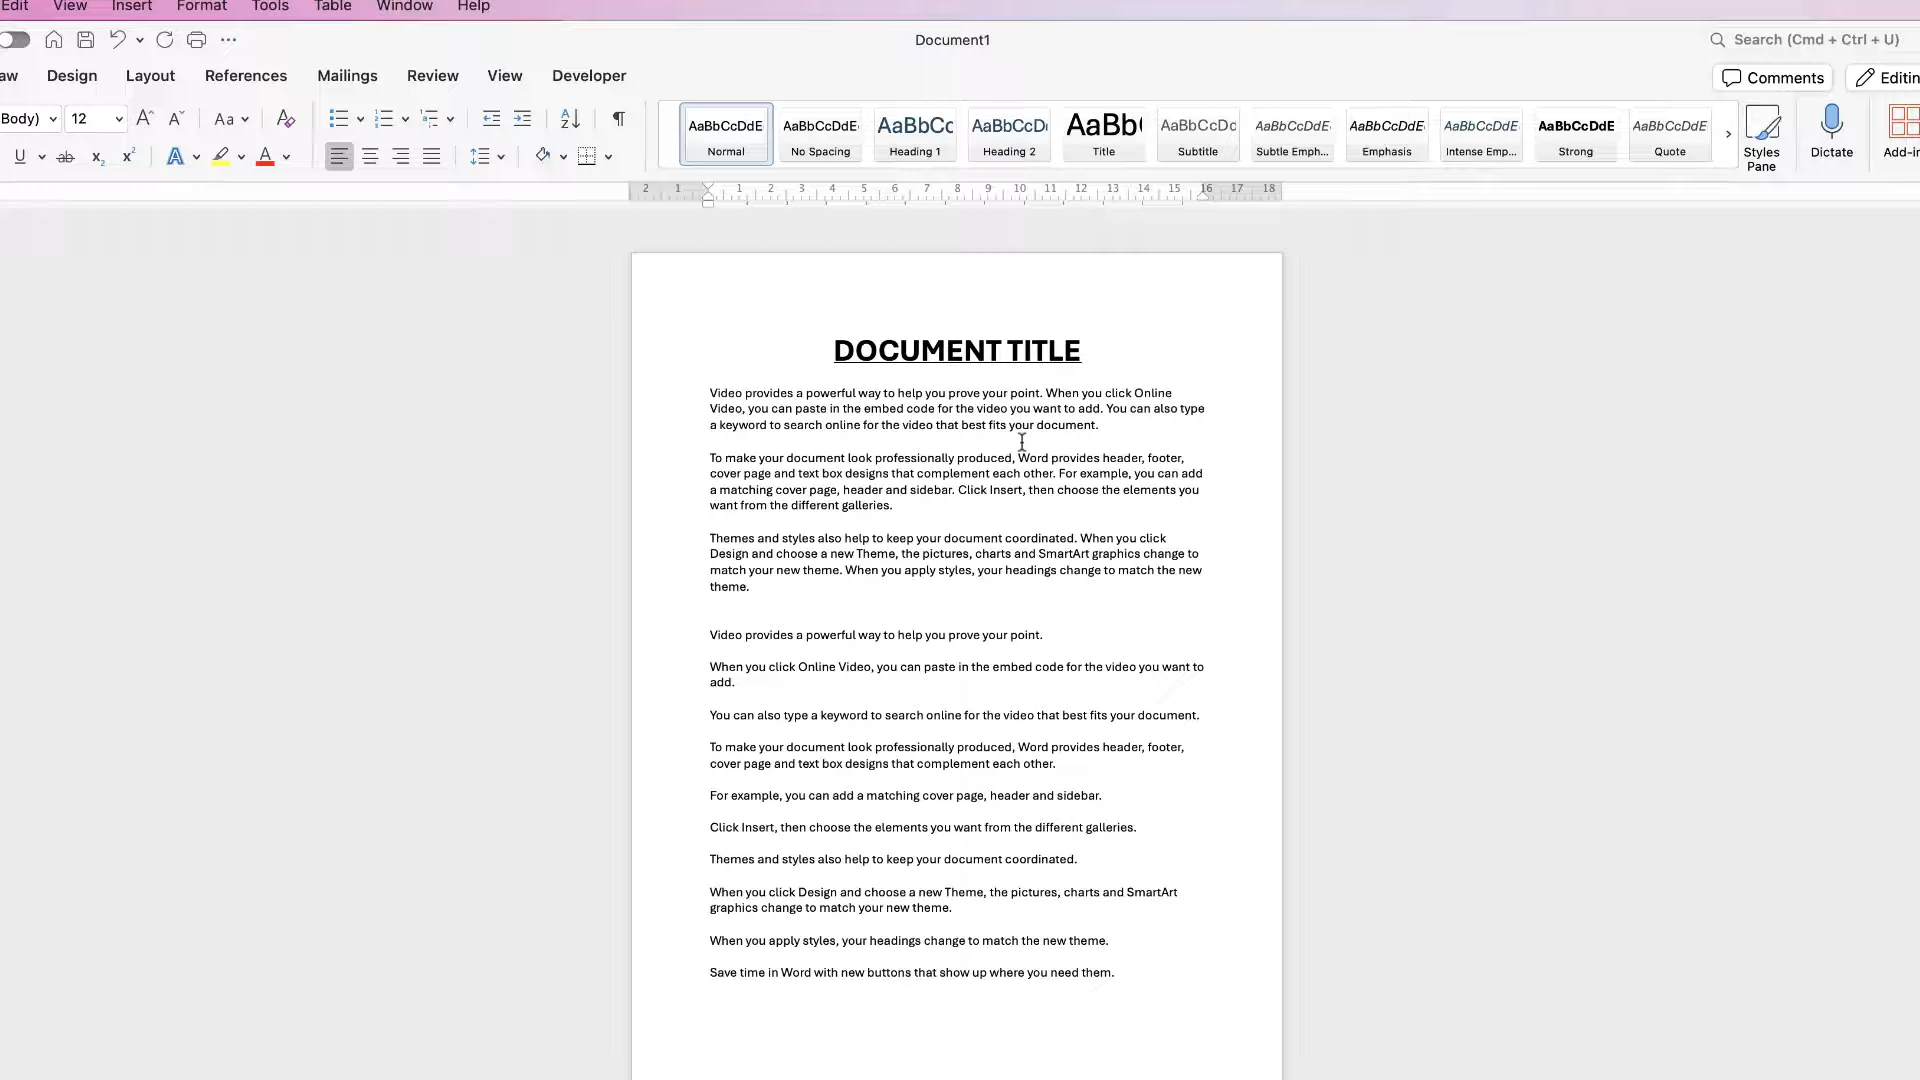 Edit View Insert Format Tools Table Window Help
Document1
Search (Cmd + Ctrl + U)
aw Design Layout References Mailings Review View Developer
Comments Editin
Body) 12 Aa
AaBbCcDdE AaBbCcDdE AaBbCc AaBbCcDc AaBb( AaBbCcDc AaBbCcDdE AaBbCcDdE AaBbCcDdE AaBbCcDdE AaBbCcDdE
Normal No Spacing Heading 1 Heading 2 Title Subtitle Subtle Emph... Emphasis Intense Emp... Strong Quote
Styles Pane Dictate Add-in
2 1 1 2 3 4 5 6 7 8 9 10 11 12 13 14 15 16 17 18
DOCUMENT TITLE
Video provides a powerful way to help you prove your point. When you click Online
Video, you can paste in the embed code for the video you want to add. You can also type
a keyword to search online for the video that best fits your document.
To make your document look professionally produced, Word provides header, footer,
cover page and text box designs that complement each other. For example, you can add
a matching cover page, header and sidebar. Click Insert, then choose the elements you
want from the different galleries.
Themes and styles also help to keep your document coordinated. When you click
Design and choose a new Theme, the pictures, charts and SmartArt graphics change to
match your new theme. When you apply styles, your headings change to match the new
theme.
Video provides a powerful way to help you prove your point.
When you click Online Video, you can paste in the embed code for the video you want to
add.
You can also type a keyword to search online for the video that best fits your document.
To make your document look professionally produced, Word provides header, footer,
cover page and text box designs that complement each other.
For example, you can add a matching cover page, header and sidebar.
Click Insert, then choose the elements you want from the different galleries.
Themes and styles also help to keep your document coordinated.
When you click Design and choose a new Theme, the pictures, charts and SmartArt
graphics change to match your new theme.
When you apply styles, your headings change to match the new theme.
Save time in Word with new buttons that show up where you need them.